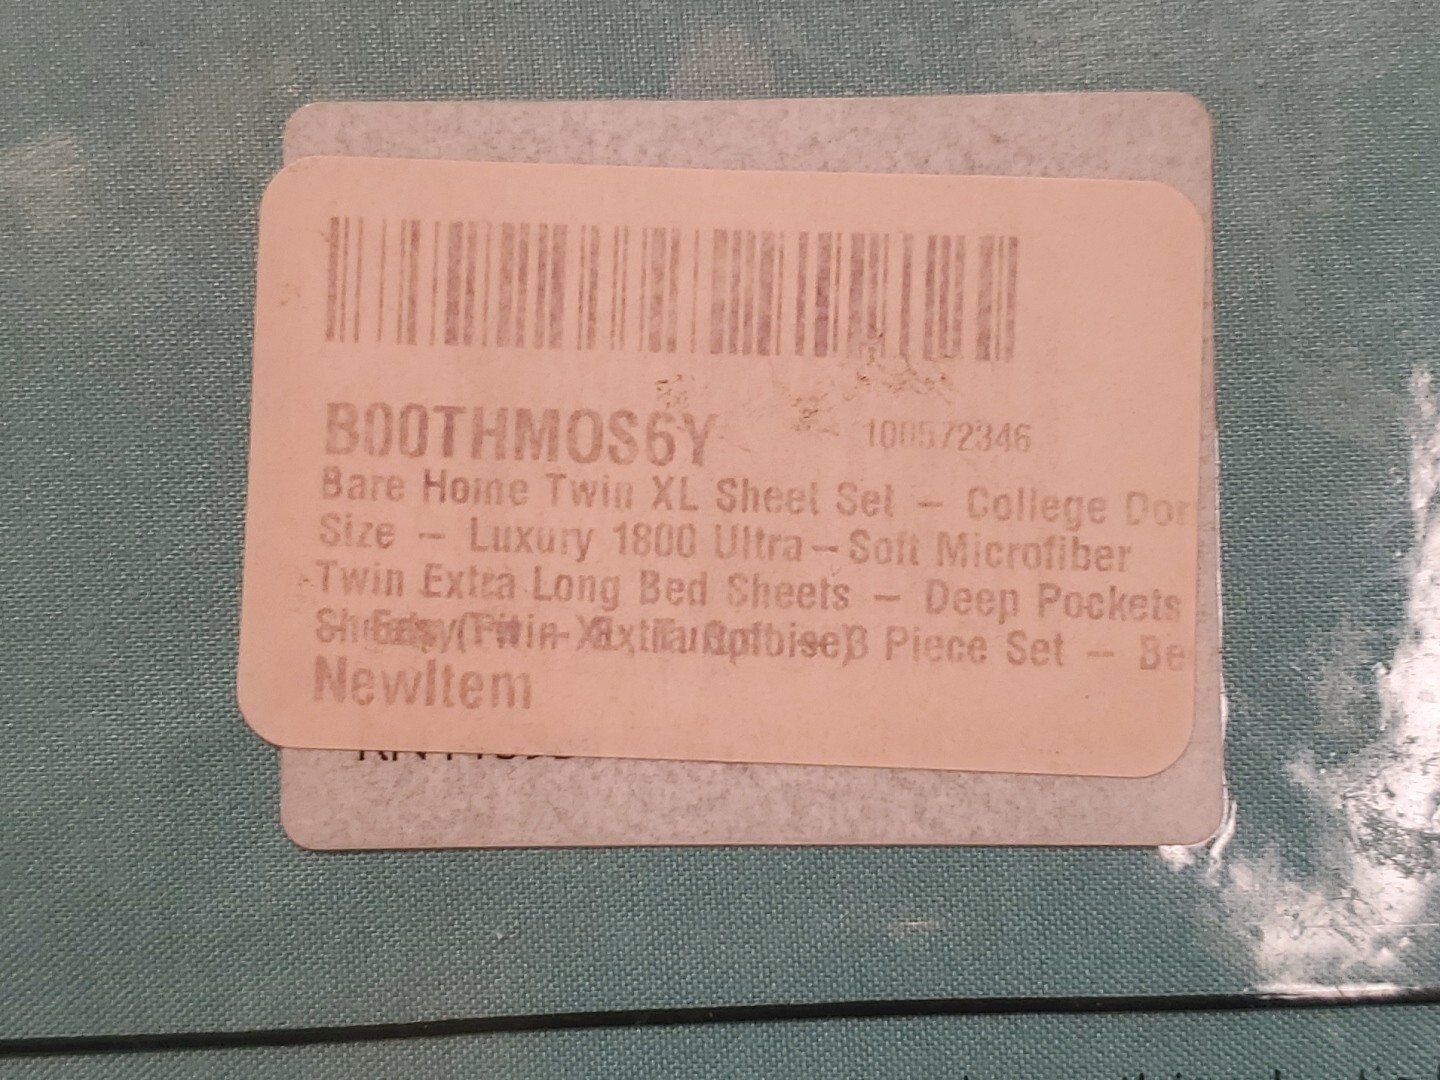 B00THMOS6Y
100572346
Bare Home Twin XL Sheet Set – College Dor
Size – Luxury 1800 Ultra–Soft Microfiber
Twin Extra Long Bed Sheets – Deep Pockets
3 Piece Set – Be
NewItem